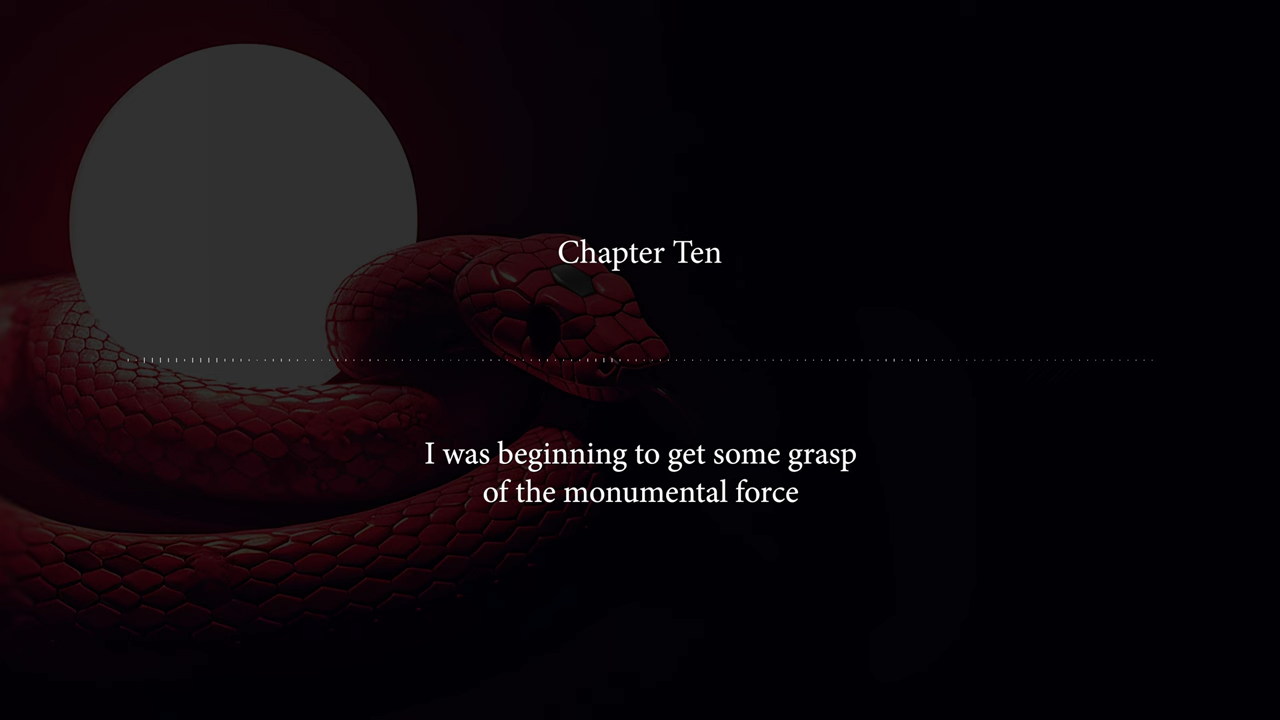 Chapter Ten
I was beginning to get some grasp
of the monumental force